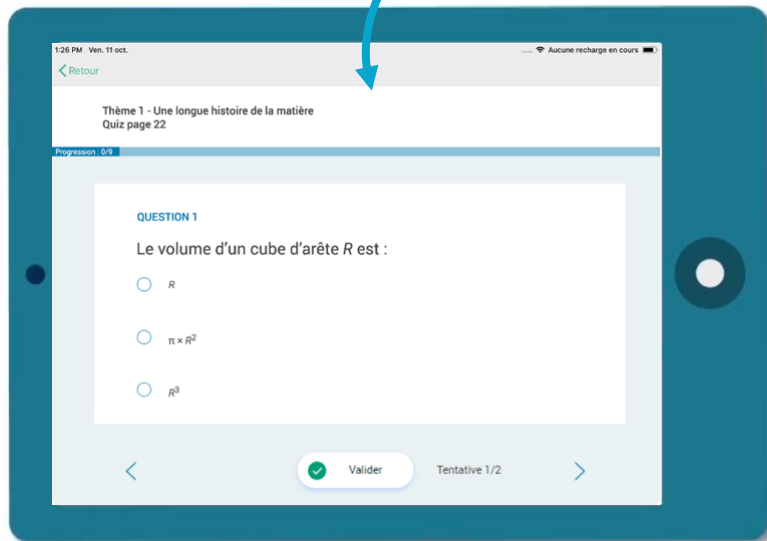 1:26 PM Ven. 11 oct.
Aucune recharge en cours
Retour
Thème 1 - Une longue histoire de la matière
Quiz page 22
Progression : 0/9
QUESTION 1
Le volume d'un cube d'arête R est :
R
π × R²
R³
Valider
Tentative 1/2